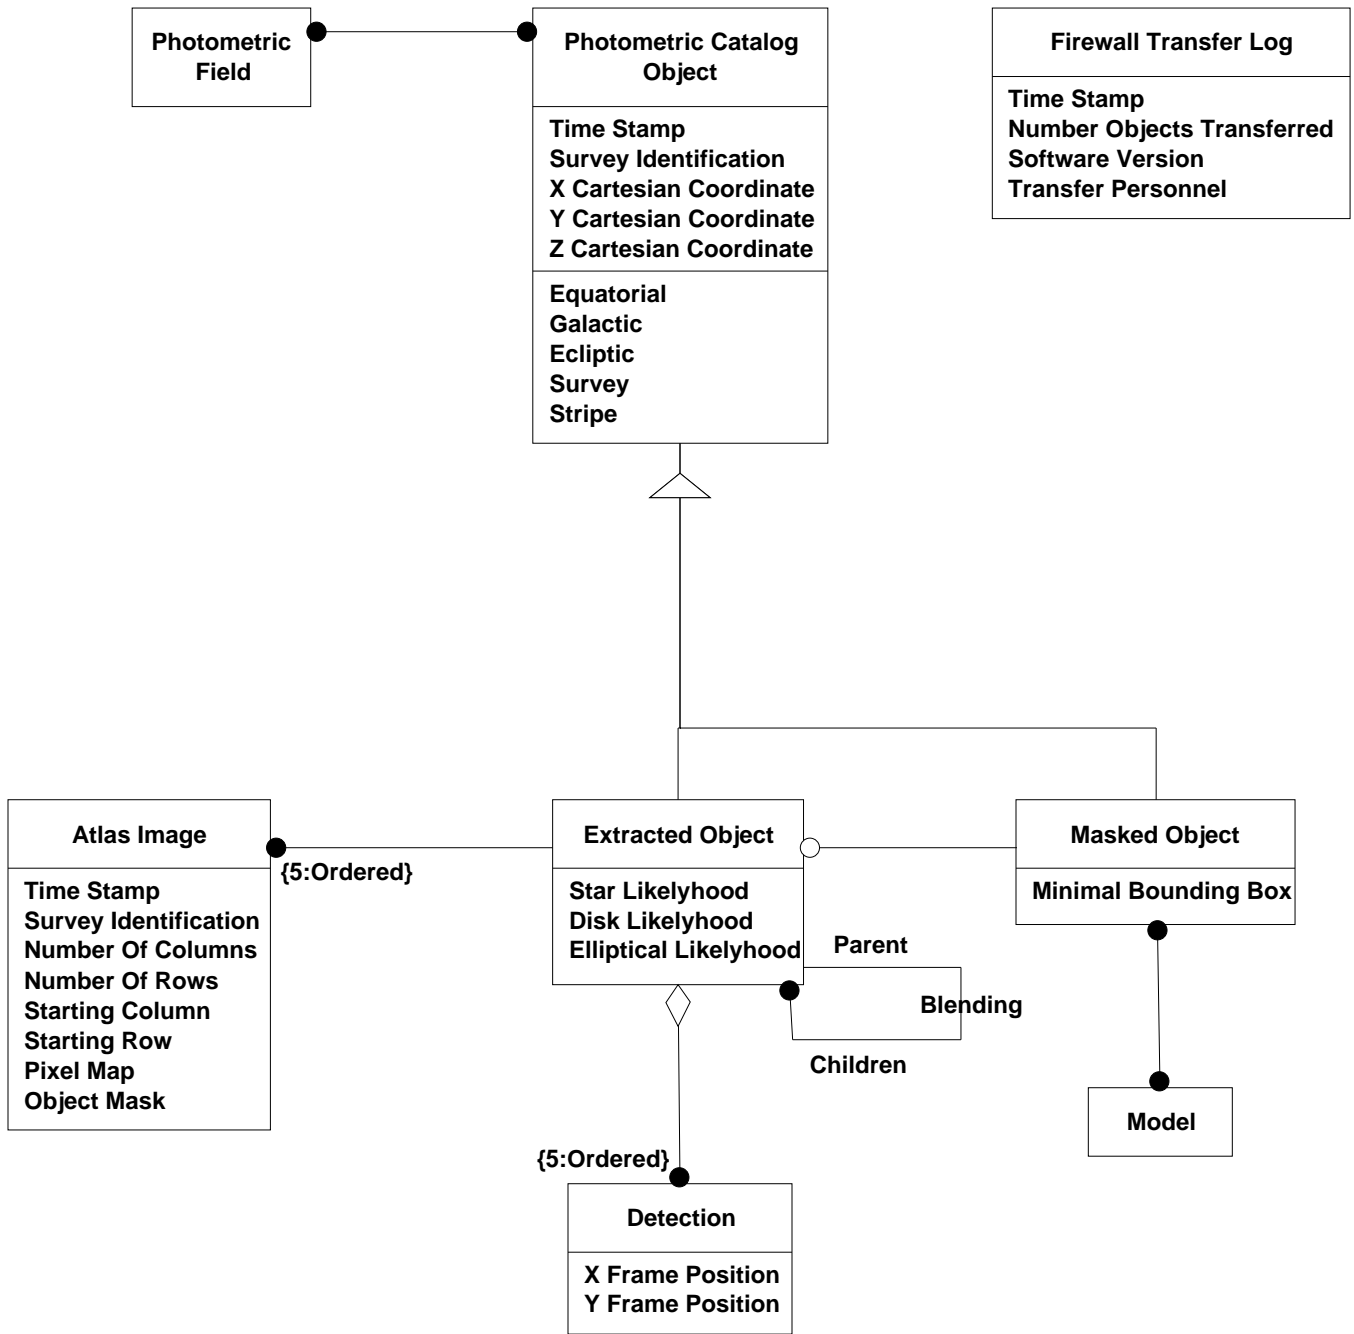 Photometric
Field
Photometric Catalog
Object
Time Stamp
Survey Identification
X Cartesian Coordinate
Y Cartesian Coordinate
Z Cartesian Coordinate
Equatorial
Galactic
Ecliptic
Survey
Stripe
Firewall Transfer Log
Time Stamp
Number Objects Transferred
Software Version
Transfer Personnel
Atlas Image
Time Stamp
Survey Identification
Number Of Columns
Number Of Rows
Starting Column
Starting Row
Pixel Map
Object Mask
{5:Ordered}
Extracted Object
Star Likelyhood
Disk Likelyhood
Elliptical Likelyhood
Parent
Blending
Children
Masked Object
Minimal Bounding Box
Model
{5:Ordered}
Detection
X Frame Position
Y Frame Position